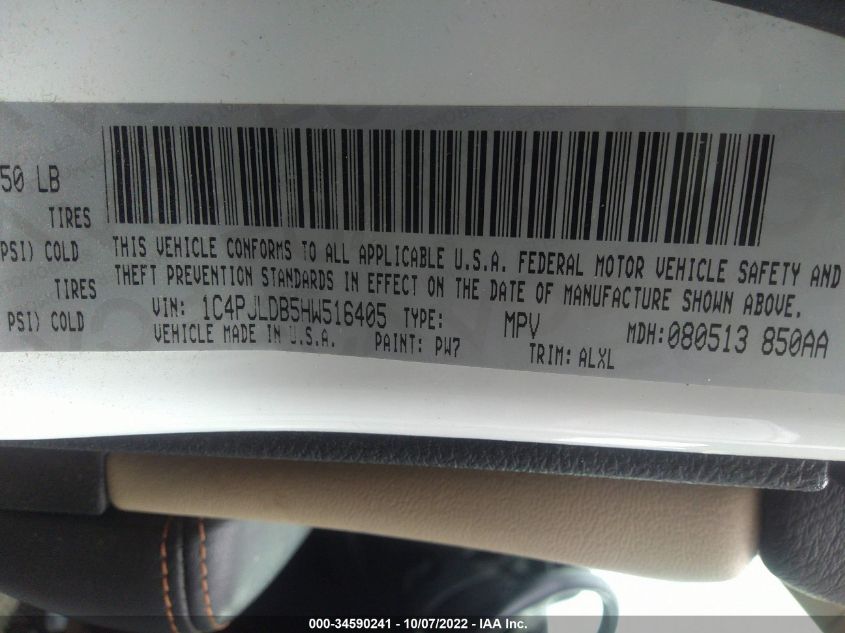 50 LB
TIRES
PSI) COLD
TIRES
PSI) COLD
THIS VEHICLE CONFORMS TO ALL APPLICABLE U.S.A. FEDERAL MOTOR VEHICLE SAFETY AND
THEFT PREVENTION STANDARDS IN EFFECT ON THE DATE OF MANUFACTURE SHOWN ABOVE.
VIN: 1C4PJLDB5HW516405 TYPE: MPV MDH: 080513 850AA
VEHICLE MADE IN U.S.A. PAINT: PW7 TRIM: ALXL
000-34590241 - 10/07/2022 - © IAA Inc.